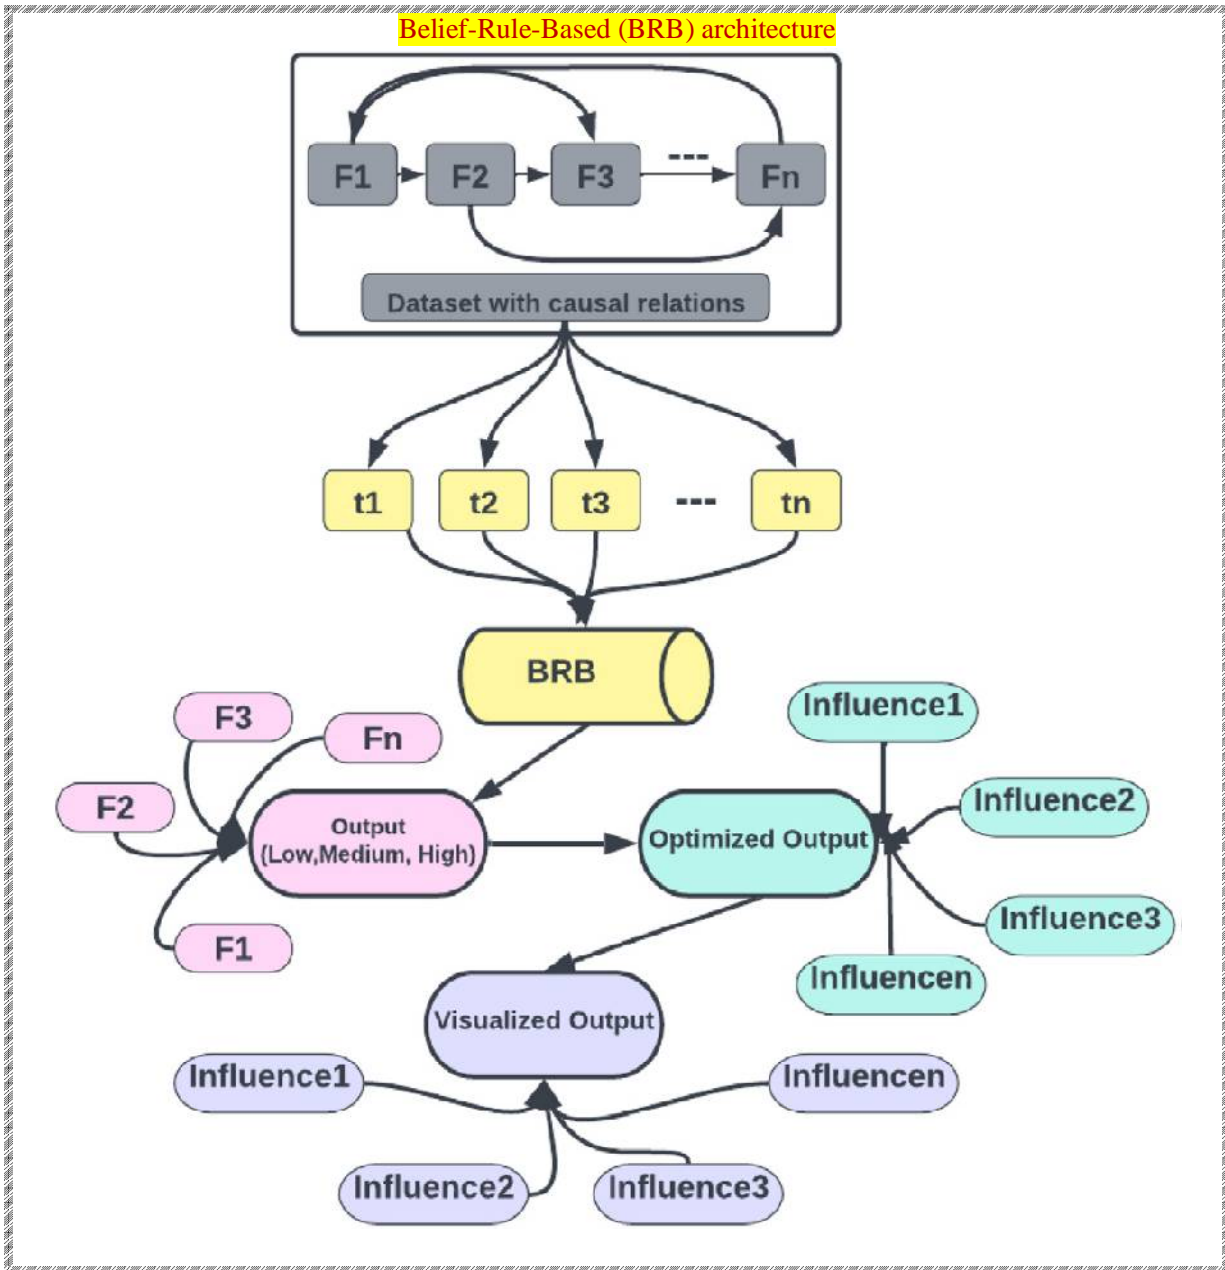 Belief-Rule-Based (BRB) architecture
F1
F2
F3
---
Fn
Dataset with causal relations
t1
t2
t3
---
tn
BRB
F3
Fn
F2
F1
Output
(Low,Medium, High)
Optimized Output
Influence1
Influence2
Influence3
Influencen
Visualized Output
Influence1
Influencen
Influence2
Influence3